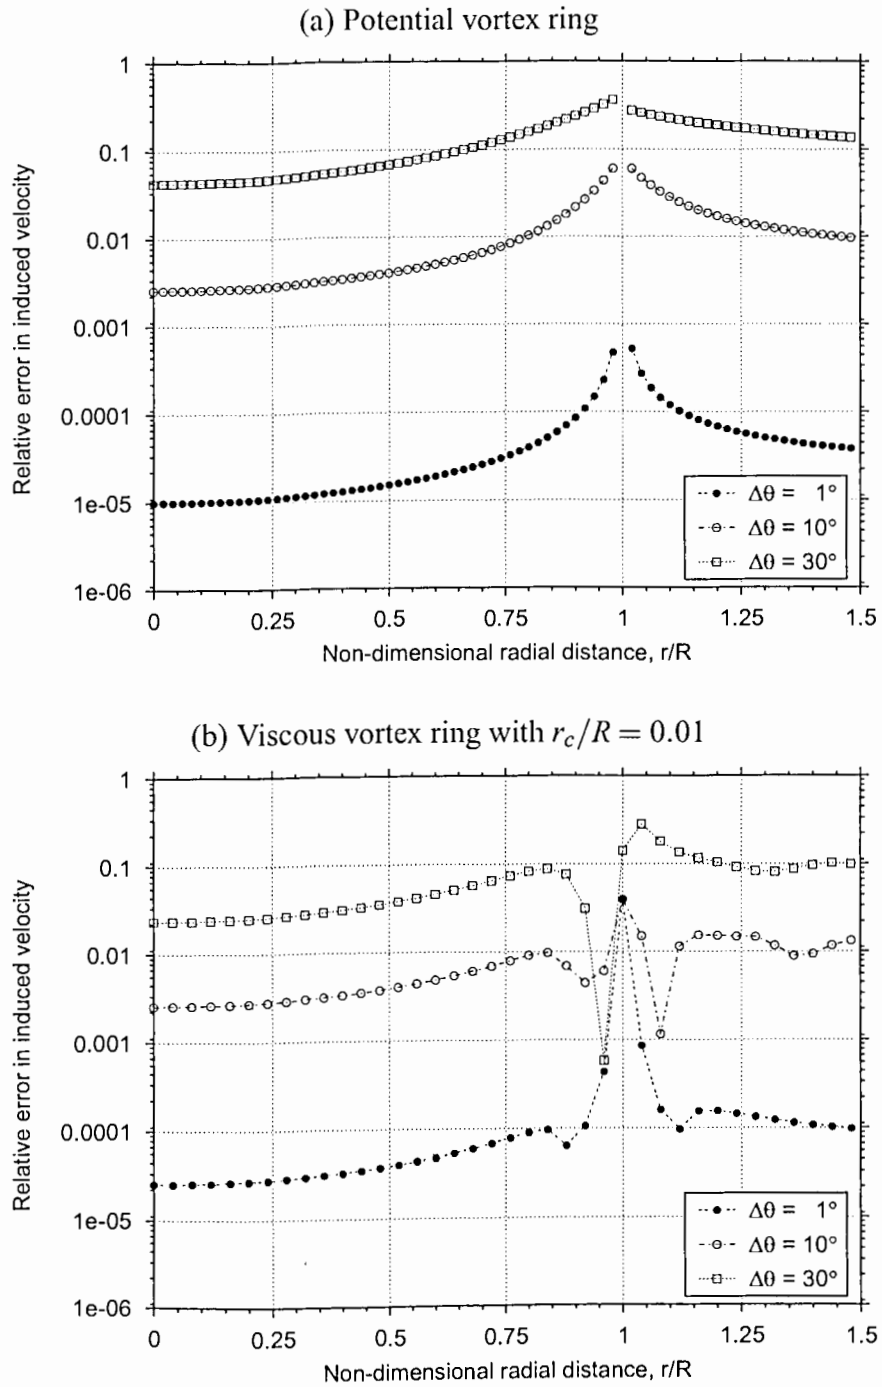 (a) Potential vortex ring
Relative error in induced velocity
1
0.1
0.01
0.001
0.0001
1e-05
1e-06
Δθ = 1°
Δθ = 10°
Δθ = 30°
0 0.25 0.5 0.75 1 1.25 1.5
Non-dimensional radial distance, r/R
(b) Viscous vortex ring with r_c/R = 0.01
Relative error in induced velocity
1
0.1
0.01
0.001
0.0001
1e-05
1e-06
Δθ = 1°
Δθ = 10°
Δθ = 30°
0 0.25 0.5 0.75 1 1.25 1.5
Non-dimensional radial distance, r/R